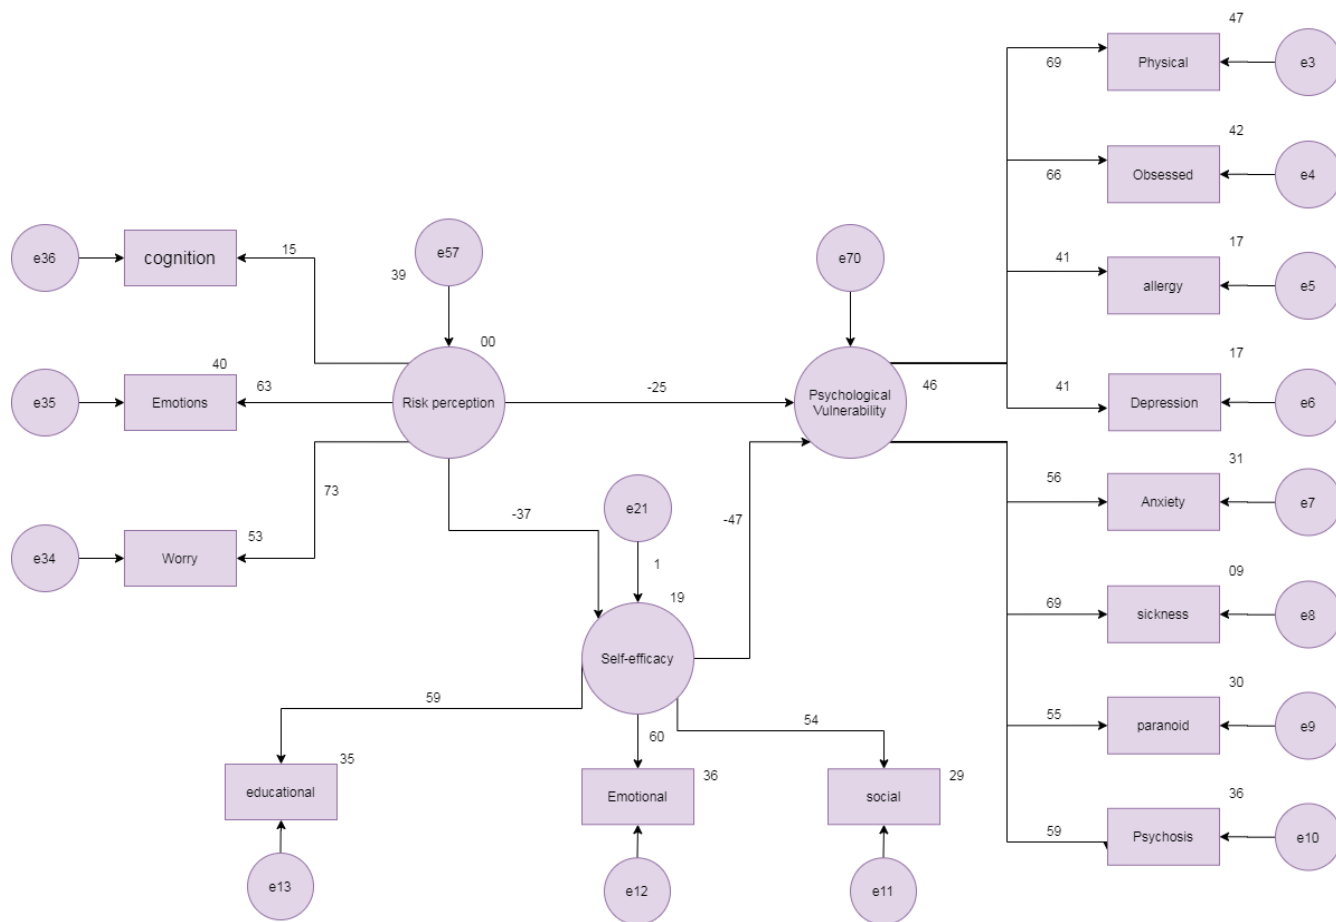 47
69
Physical
e3
42
66
Obsessed
e4
e36
cognition
15
e57
39
e70
17
41
allergy
e5
00
40
63
e35
Emotions
Risk perception
-25
Psychological
Vulnerability
46
17
41
Depression
e6
73
-37
e21
-47
31
56
Anxiety
e7
53
e34
Worry
1
19
09
69
sickness
e8
Self-efficacy
59
60
54
30
55
paranoid
e9
35
educational
36
Emotional
29
social
36
59
Psychosis
e10
e13
e12
e11